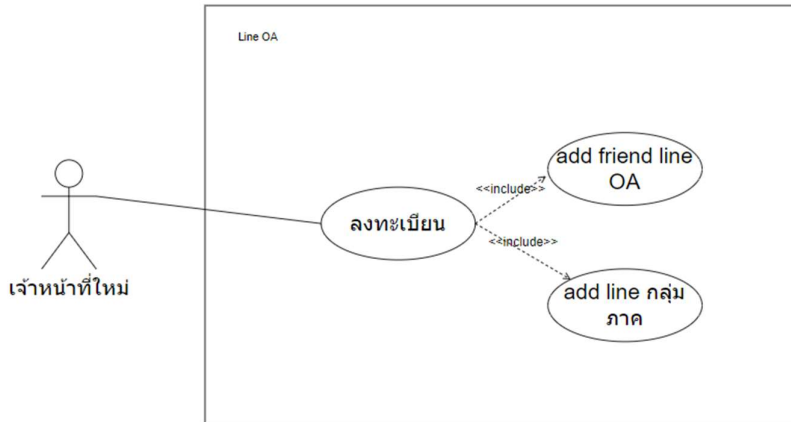 Line OA
add friend line
OA
<<include>>
ลงทะเบียน
<<include>>
เจ้าหน้าที่ใหม่
add line กลุ่ม
ภาค